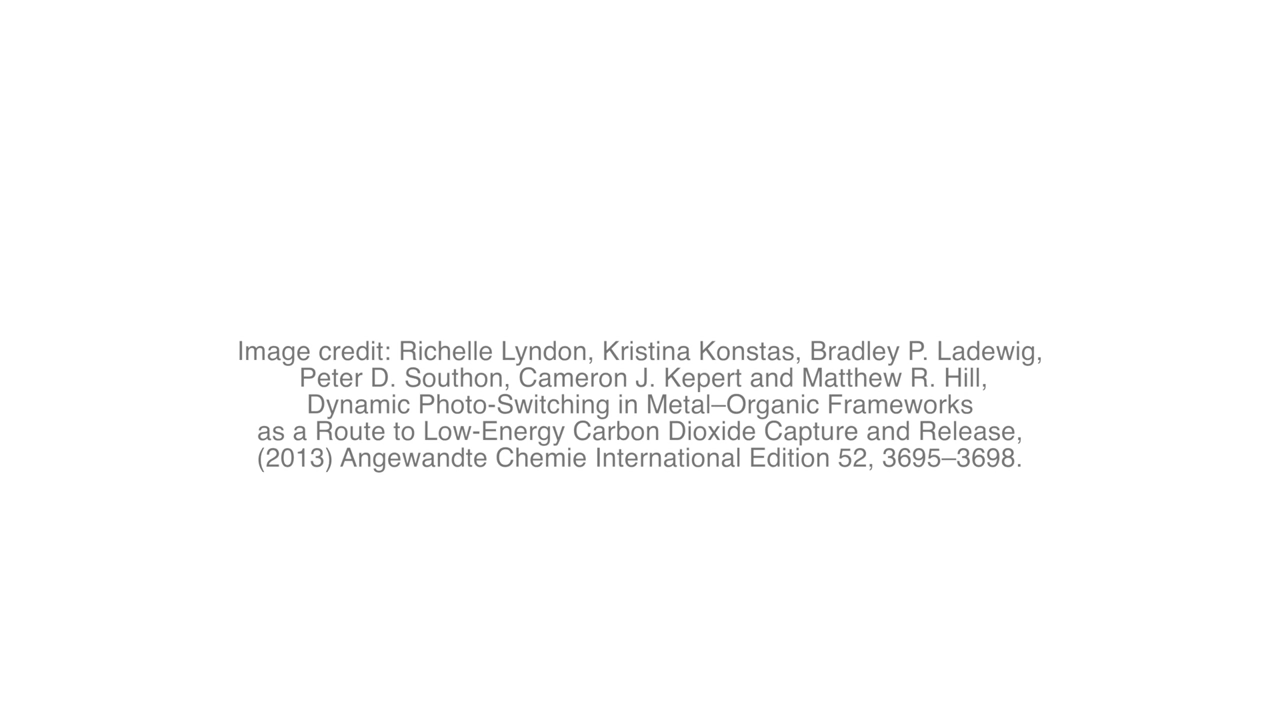 Image credit: Richelle Lyndon, Kristina Konstas, Bradley P. Ladewig,
Peter D. Southon, Cameron J. Kepert and Matthew R. Hill,
Dynamic Photo-Switching in Metal–Organic Frameworks
as a Route to Low-Energy Carbon Dioxide Capture and Release,
(2013) Angewandte Chemie International Edition 52, 3695–3698.